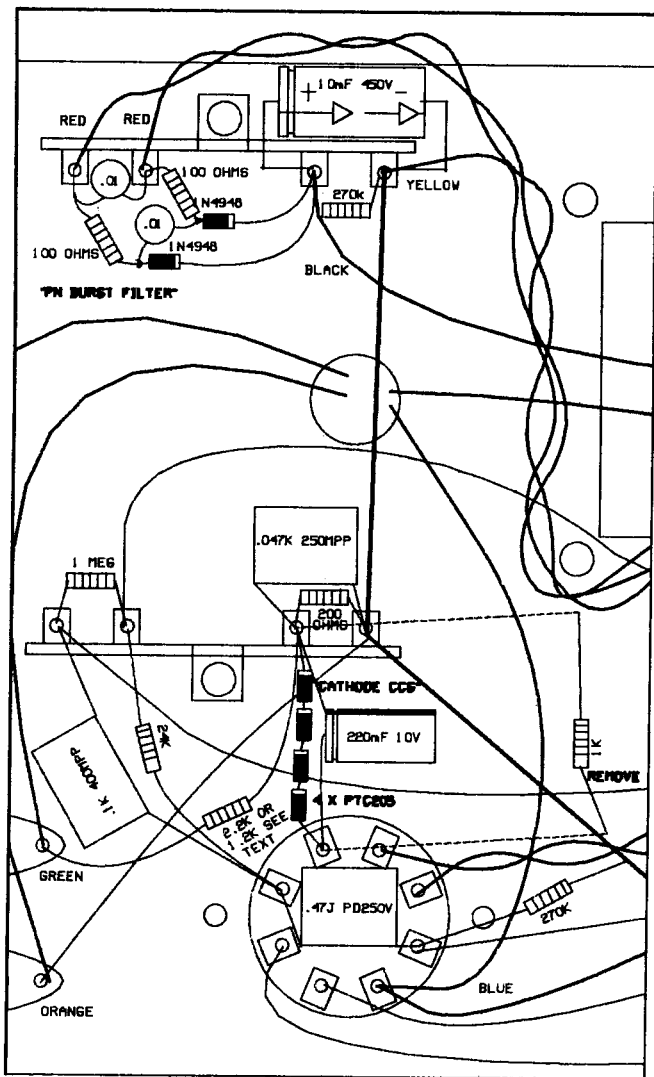 + 10mF 450V -
RED RED
.01
100 OHMS
1N4948
.01
1N4948
100 OHMS
270k
YELLOW
BLACK
"PN BURST FILTER"
.047K 250MPP
1 MEG
200
OHMS
"CATHODE CCS"
24K
220mF 10V
1K
REMOVE
.1K 400MPP
2.2K OR
1.2K SEE
TEXT
4 X PTC205
GREEN
.47J PD250V
270K
BLUE
ORANGE